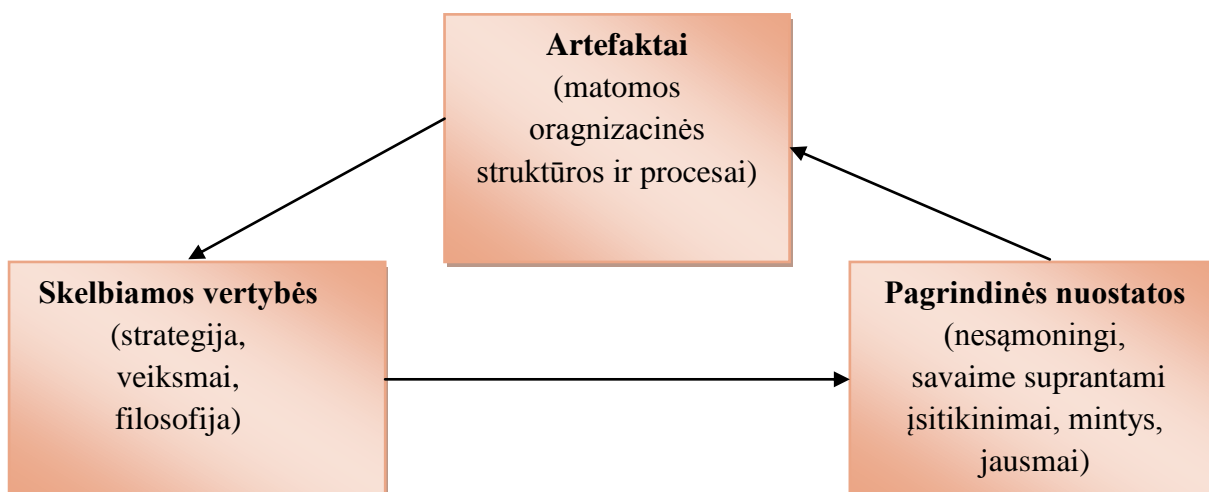 Artefaktai
(matomos
oragnizacinės
struktūros ir procesai)
Skelbiamos vertybės
(strategija,
veiksmai,
filosofija)
Pagrindinės nuostatos
(nesąmoningi,
savaime suprantami
įsitikinimai, mintys,
jausmai)